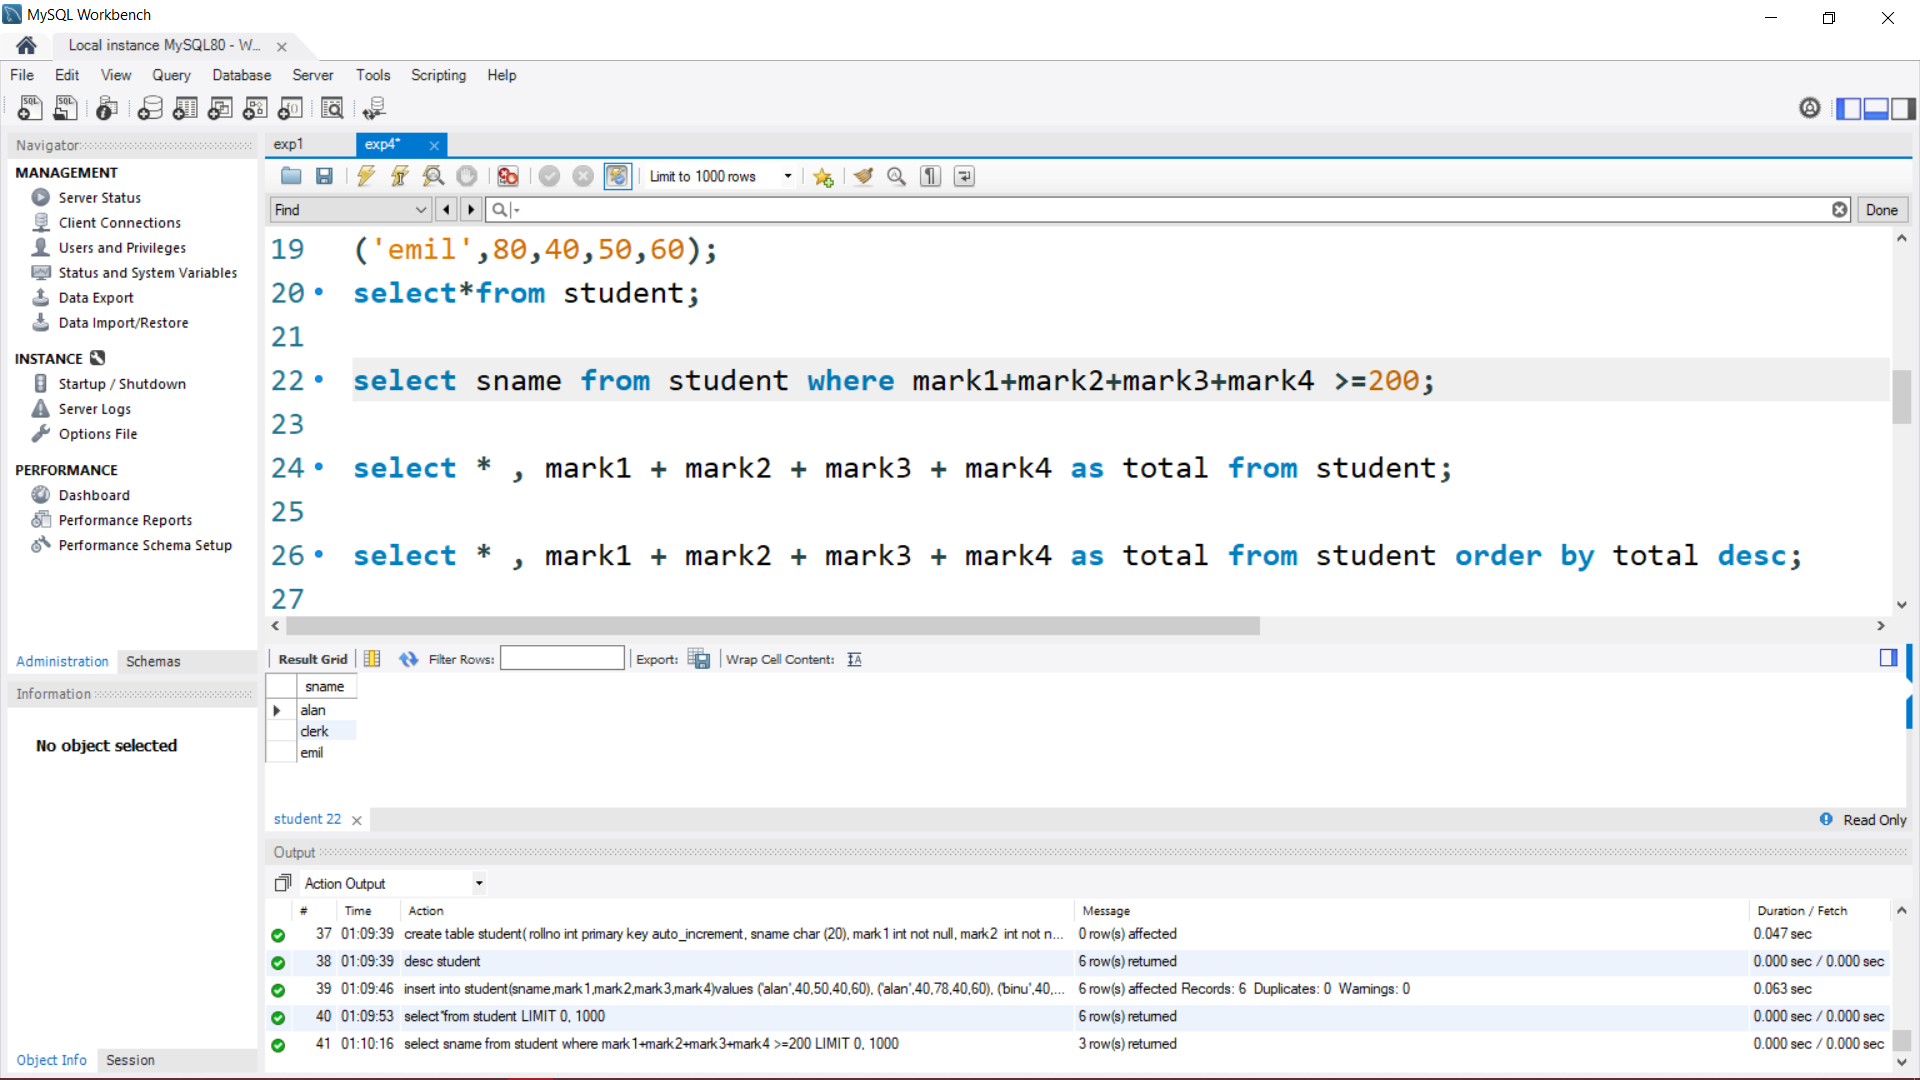 MySQL Workbench
Local instance MySQL80 - W...
File Edit View Query Database Server Tools Scripting Help
Navigator
MANAGEMENT
Server Status
Client Connections
Users and Privileges
Status and System Variables
Data Export
Data Import/Restore
INSTANCE
Startup / Shutdown
Server Logs
Options File
PERFORMANCE
Dashboard
Performance Reports
Performance Schema Setup
Administration Schemas
Information
No object selected
Object Info Session
exp1 exp4*
Limit to 1000 rows
Find Done
19 ('emil',80,40,50,60);
20 select*from student;
21
22 select sname from student where mark1+mark2+mark3+mark4 >=200;
23
24 select * , mark1 + mark2 + mark3 + mark4 as total from student;
25
26 select * , mark1 + mark2 + mark3 + mark4 as total from student order by total desc;
27
Result Grid Filter Rows: Export: Wrap Cell Content:
sname
alan
clerk
emil
student 22 Read Only
Output
Action Output
# Time Action Message Duration / Fetch
37 01:09:39 create table student( rollno int primary key auto_increment, sname char (20), mark1 int not null, mark2 int not n... 0 row(s) affected 0.047 sec
38 01:09:39 desc student 6 row(s) returned 0.000 sec / 0.000 sec
39 01:09:46 insert into student(sname,mark1,mark2,mark3,mark4)values ('alan',40,50,40,60), ('alan',40,78,40,60), ('binu',40,... 6 row(s) affected Records: 6 Duplicates: 0 Warnings: 0 0.063 sec
40 01:09:53 select*from student LIMIT 0, 1000 6 row(s) returned 0.000 sec / 0.000 sec
41 01:10:16 select sname from student where mark1+mark2+mark3+mark4 >=200 LIMIT 0, 1000 3 row(s) returned 0.000 sec / 0.000 sec